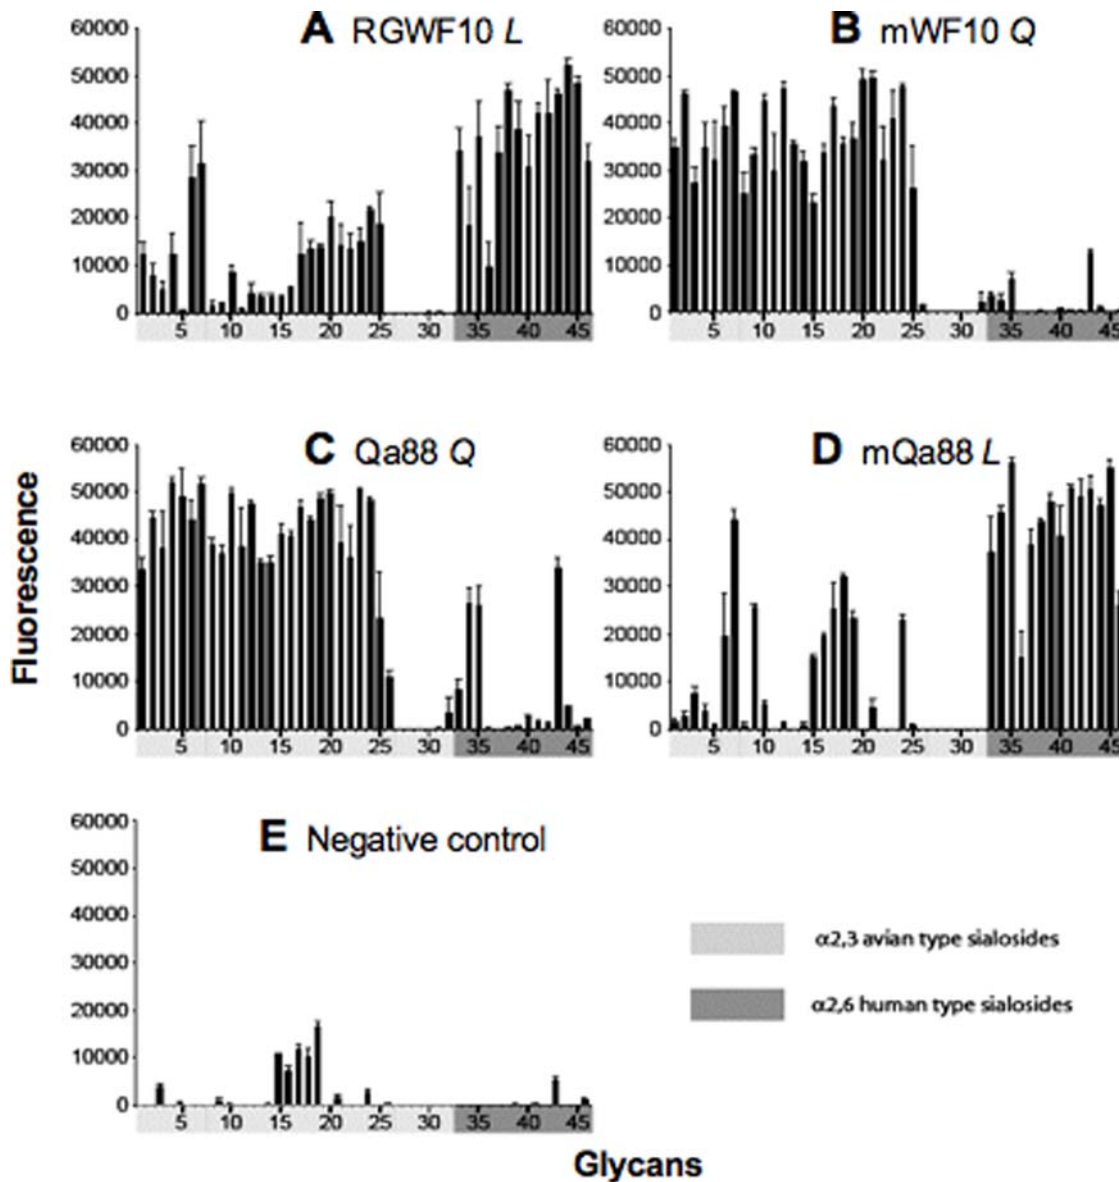 A RGWF10 L
60000
50000
40000
30000
20000
10000
0
5 10 15 20 25 30 35 40 45
B mWF10 Q
60000
50000
40000
30000
20000
10000
0
5 10 15 20 25 30 35 40 45
Fluorescence
C Qa88 Q
60000
50000
40000
30000
20000
10000
0
5 10 15 20 25 30 35 40 45
D mQa88 L
60000
50000
40000
30000
20000
10000
0
5 10 15 20 25 30 35 40 45
E Negative control
60000
50000
40000
30000
20000
10000
0
5 10 15 20 25 30 35 40 45
α2,3 avian type sialosides
α2,6 human type sialosides
Glycans